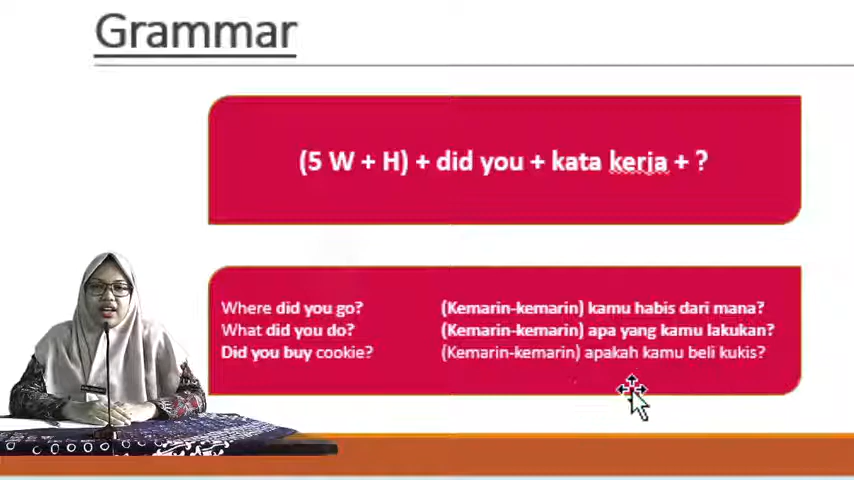 Grammar
(5 W + H) + did you + kata kerja + ?
Where did you go? (Kemarin-kemarin) kamu habis dari mana?
What did you do? (Kemarin-kemarin) apa yang kamu lakukan?
Did you buy cookie? (Kemarin-kemarin) apakah kamu beli kukis?